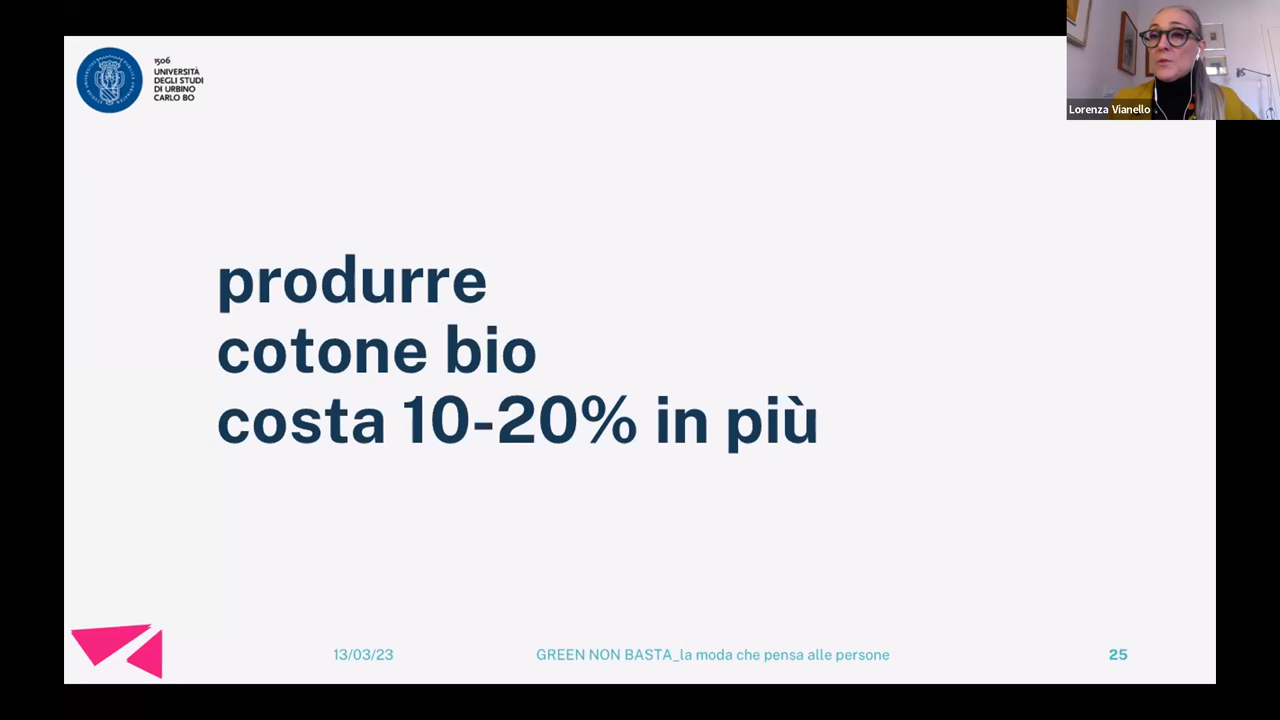 1506
UNIVERSITÀ
DEGLI STUDI
DI URBINO
CARLO BO
Lorenza Vianello
produrre
cotone bio
costa 10-20% in più
13/03/23
GREEN NON BASTA_la moda che pensa alle persone
25